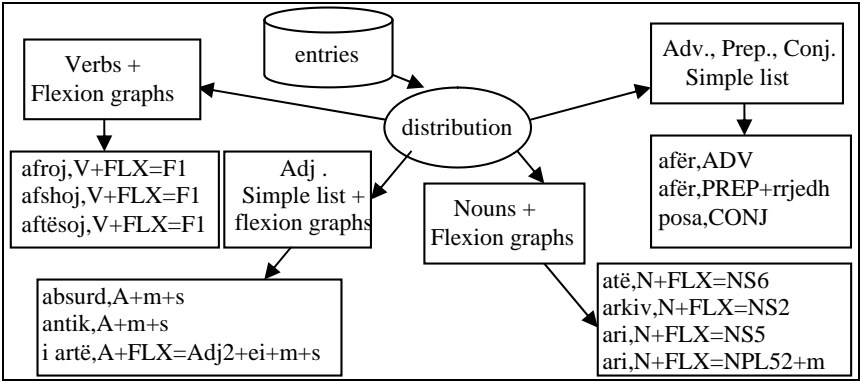 entries
Verbs +
Flexion graphs
Adv., Prep., Conj.
Simple list
distribution
afroj,V+FLX=F1
afshoj,V+FLX=F1
aftësoj,V+FLX=F1
Adj .
Simple list +
flexion graphs
Nouns +
Flexion graphs
afër,ADV
afër,PREP+rrjedh
posa,CONJ
absurd,A+m+s
antik,A+m+s
i artë,A+FLX=Adj2+ei+m+s
atë,N+FLX=NS6
arkiv,N+FLX=NS2
ari,N+FLX=NS5
ari,N+FLX=NPL52+m